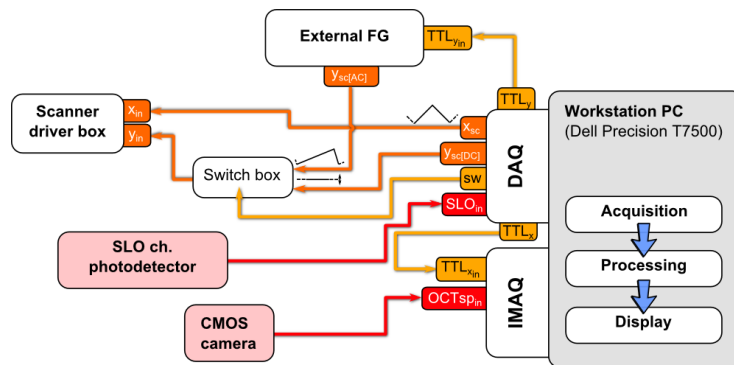 External FG
TTLyin
ysc[AC]
TTLy
Scanner
driver box
xin
yin
xsc
ysc[DC]
sw
SLOin
DAQ
Workstation PC
(Dell Precision T7500)
Switch box
TTLx
Acquisition
SLO ch.
photodetector
TTLxin
Processing
OCTspin
IMAQ
CMOS
camera
Display